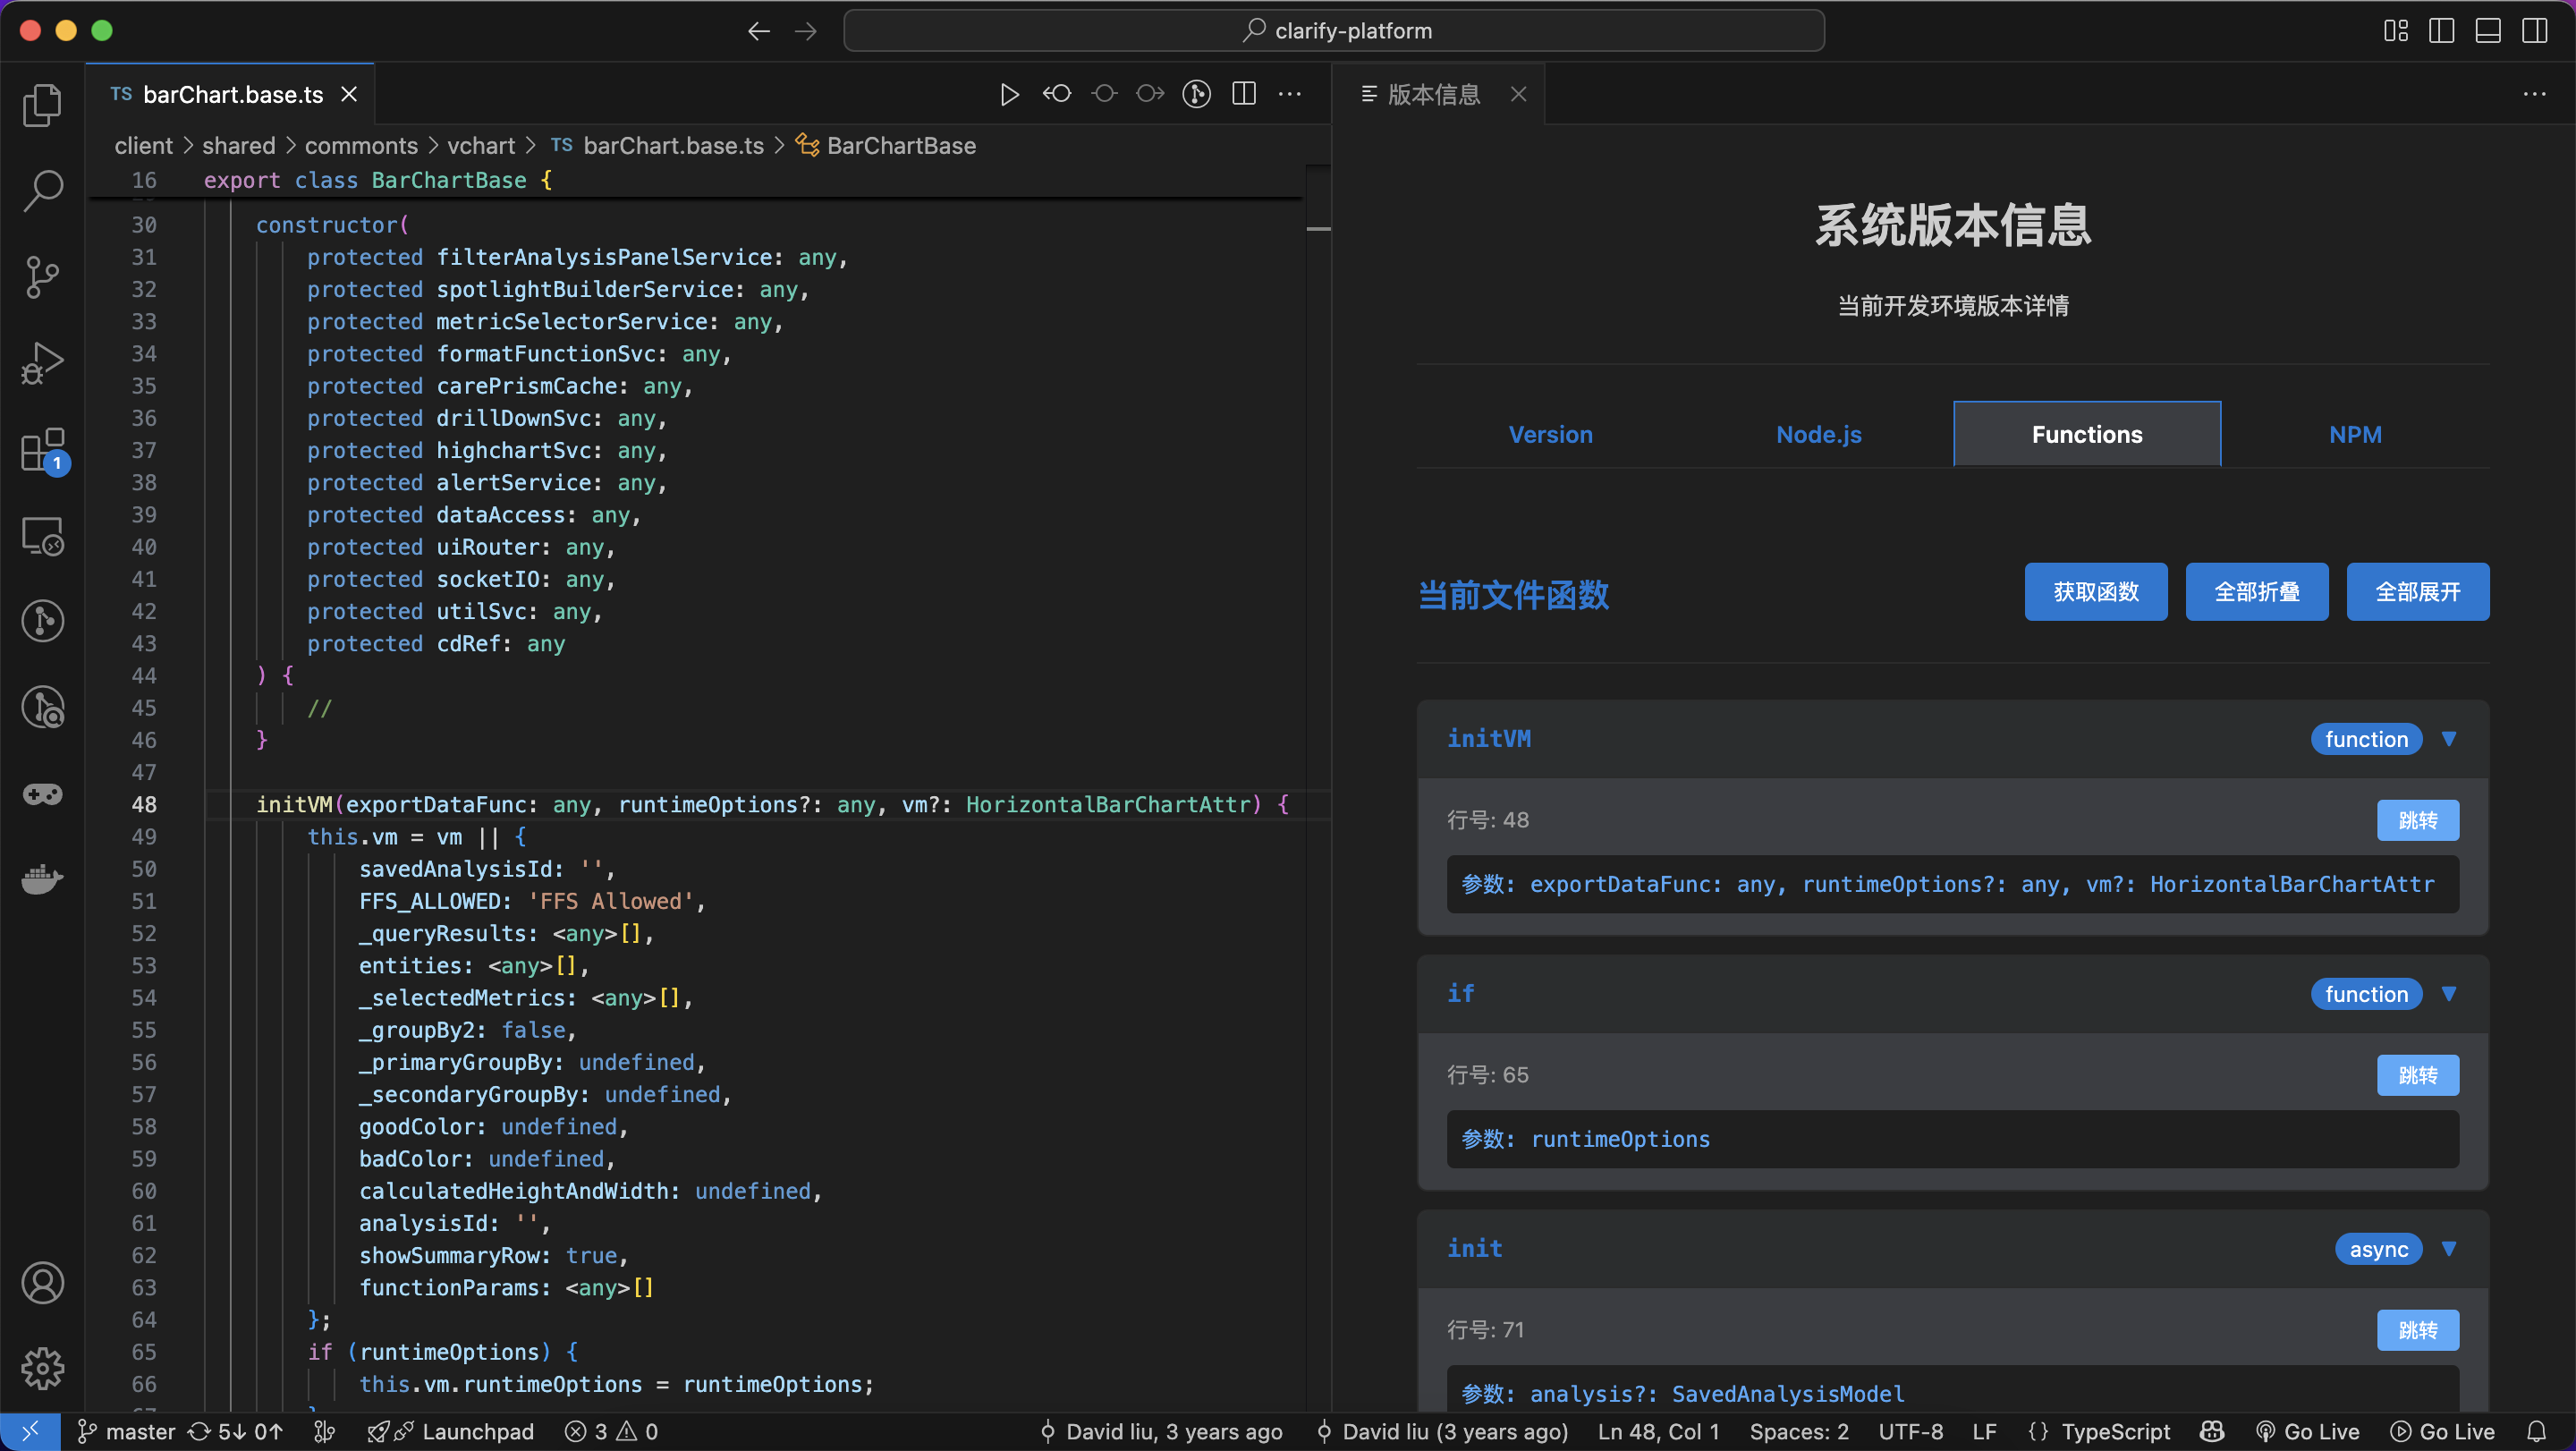 clarify-platform
TS barChart.base.ts
版本信息
client > shared > commonts > vchart > TS barChart.base.ts > BarChartBase
16 export class BarChartBase {
30 constructor(
31 protected filterAnalysisPanelService: any,
32 protected spotlightBuilderService: any,
33 protected metricSelectorService: any,
34 protected formatFunctionSvc: any,
35 protected carePrismCache: any,
36 protected drillDownSvc: any,
37 protected highchartSvc: any,
38 protected alertService: any,
39 protected dataAccess: any,
40 protected uiRouter: any,
41 protected socketIO: any,
42 protected utilSvc: any,
43 protected cdRef: any
44 ) {
45 //
46 }
47
48 initVM(exportDataFunc: any, runtimeOptions?: any, vm?: HorizontalBarChartAttr) {
49 this.vm = vm || {
50 savedAnalysisId: '',
51 FFS_ALLOWED: 'FFS Allowed',
52 _queryResults: <any>[],
53 entities: <any>[],
54 _selectedMetrics: <any>[],
55 _groupBy2: false,
56 _primaryGroupBy: undefined,
57 _secondaryGroupBy: undefined,
58 goodColor: undefined,
59 badColor: undefined,
60 calculatedHeightAndWidth: undefined,
61 analysisId: '',
62 showSummaryRow: true,
63 functionParams: <any>[]
64 };
65 if (runtimeOptions) {
66 this.vm.runtimeOptions = runtimeOptions;
系统版本信息
当前开发环境版本详情
Version Node.js Functions NPM
当前文件函数 获取函数 全部折叠 全部展开
initVM function ▼
行号: 48 跳转
参数: exportDataFunc: any, runtimeOptions?: any, vm?: HorizontalBarChartAttr
if function ▼
行号: 65 跳转
参数: runtimeOptions
init async ▼
行号: 71 跳转
参数: analysis?: SavedAnalysisModel
1
master 5↓ 0↑ Launchpad 3 0 David liu, 3 years ago David liu (3 years ago) Ln 48, Col 1 Spaces: 2 UTF-8 LF {} TypeScript Go Live Go Live